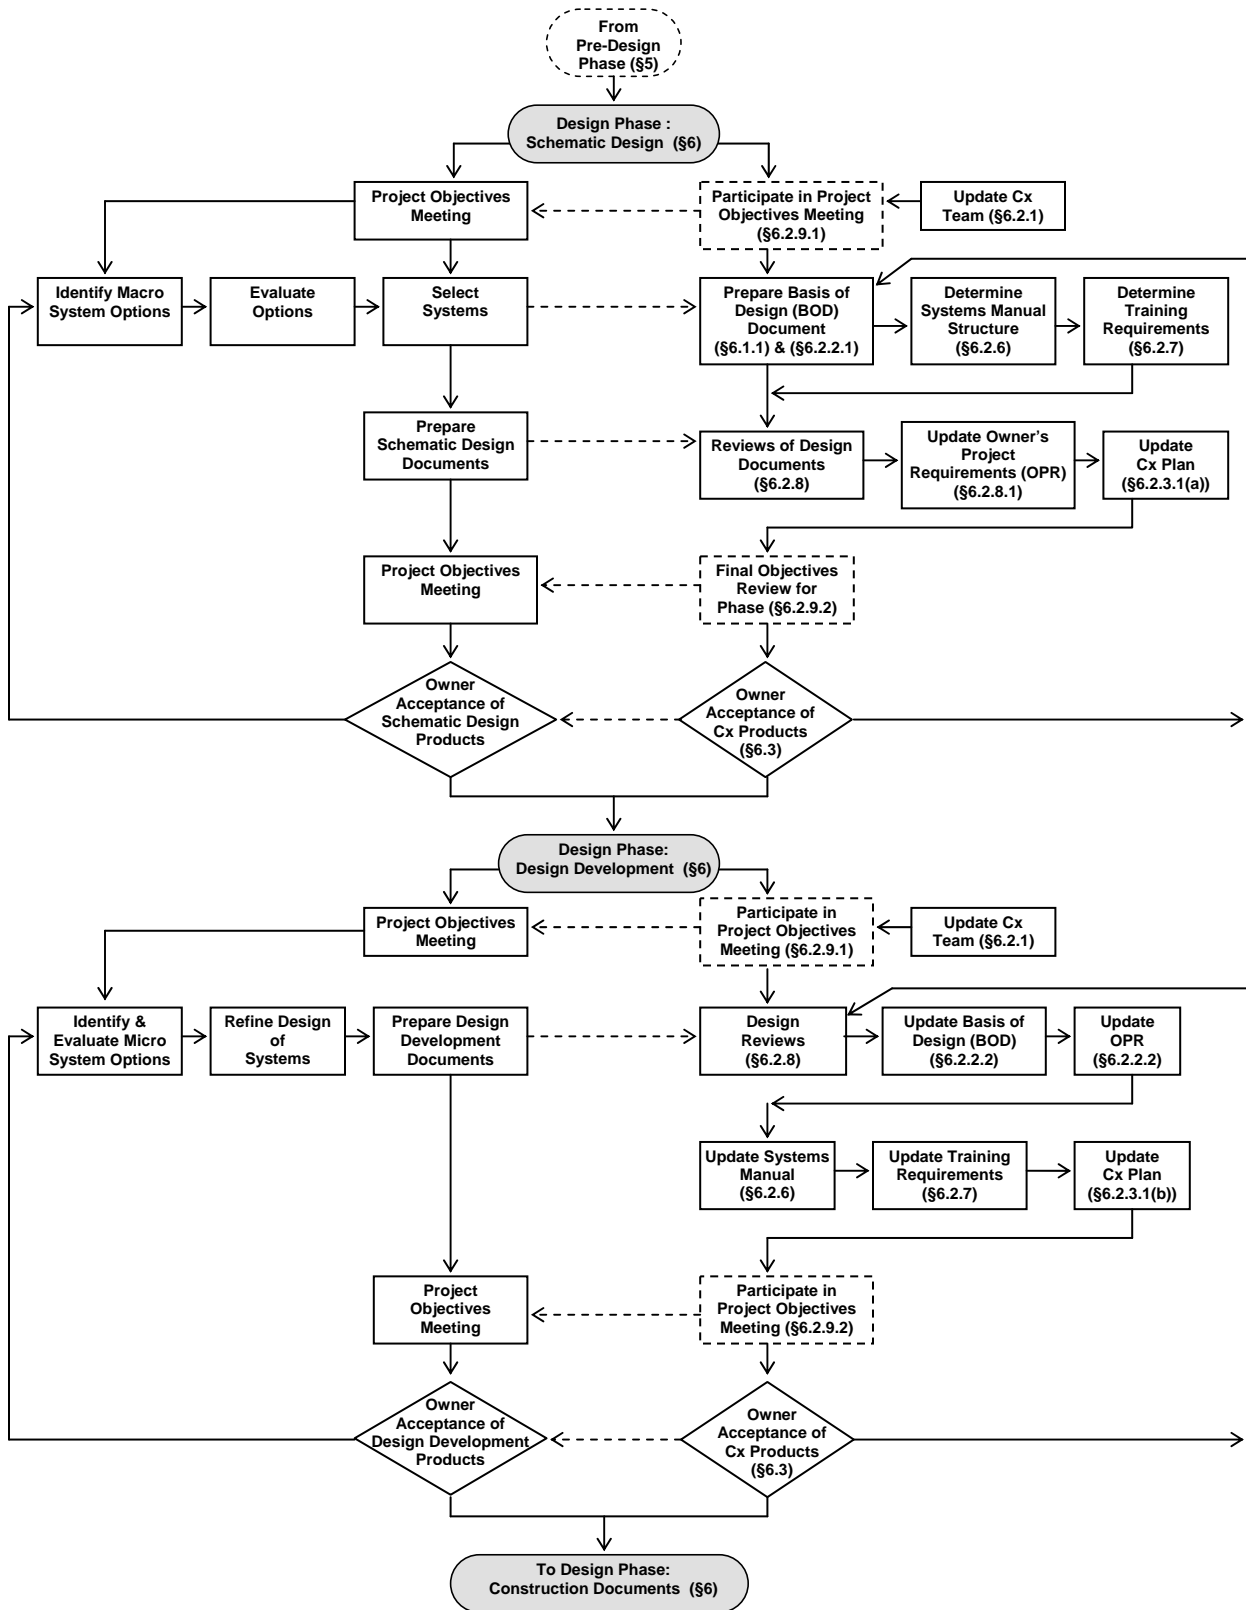 From
Pre-Design
Phase (§5)
Design Phase :
Schematic Design (§6)
Project Objectives
Meeting
Participate in Project
Objectives Meeting
(§6.2.9.1)
Update Cx
Team (§6.2.1)
Identify Macro
System Options
Evaluate
Options
Select
Systems
Prepare Basis of
Design (BOD)
Document
(§6.1.1) & (§6.2.2.1)
Determine
Systems Manual
Structure
(§6.2.6)
Determine
Training
Requirements
(§6.2.7)
Prepare
Schematic Design
Documents
Reviews of Design
Documents
(§6.2.8)
Update Owner’s
Project
Requirements (OPR)
(§6.2.8.1)
Update
Cx Plan
(§6.2.3.1(a))
Project Objectives
Meeting
Final Objectives
Review for
Phase (§6.2.9.2)
Owner
Acceptance of
Schematic Design
Products
Owner
Acceptance of
Cx Products
(§6.3)
Design Phase:
Design Development (§6)
Project Objectives
Meeting
Participate in
Project Objectives
Meeting (§6.2.9.1)
Update Cx
Team (§6.2.1)
Identify &
Evaluate Micro
System Options
Refine Design
of
Systems
Prepare Design
Development
Documents
Design
Reviews
(§6.2.8)
Update Basis of
Design (BOD)
(§6.2.2.2)
Update
OPR
(§6.2.2.2)
Update Systems
Manual
(§6.2.6)
Update Training
Requirements
(§6.2.7)
Update
Cx Plan
(§6.2.3.1(b))
Project
Objectives
Meeting
Participate in
Project Objectives
Meeting (§6.2.9.2)
Owner
Acceptance of
Design Development
Products
Owner
Acceptance of
Cx Products
(§6.3)
To Design Phase:
Construction Documents (§6)